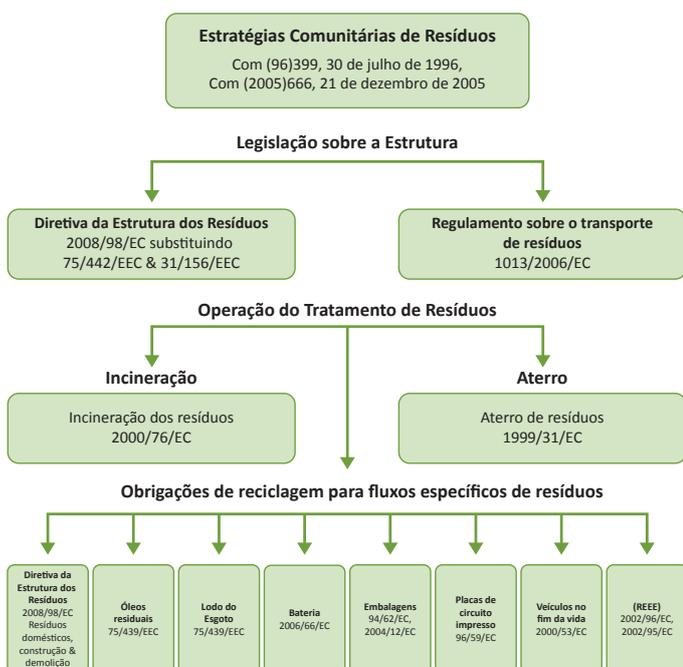 Estratégias Comunitárias de Resíduos
Com (96)399, 30 de julho de 1996,
Com (2005)666, 21 de dezembro de 2005
Legislação sobre a Estrutura
Diretiva da Estrutura dos Resíduos
2008/98/EC substituindo
75/442/EEC & 31/156/EEC
Regulamento sobre o transporte
de resíduos
1013/2006/EC
Operação do Tratamento de Resíduos
Incineração
Incineração dos resíduos
2000/76/EC
Aterro
Aterro de resíduos
1999/31/EC
Obrigações de reciclagem para fluxos específicos de resíduos
Diretiva da
Estrutura dos
Resíduos
2008/98/EC
Resíduos
domésticos,
construção &
demolição
Óleos
residuais
75/439/EEC
Lodo do
Esgoto
75/439/EEC
Bateria
2006/66/EC
Embalagens
94/62/EC,
2004/12/EC
Placas de
circuito
impresso
96/59/EC
Veículos no
fim da vida
2000/53/EC
(REEE)
2002/96/EC,
2002/95/EC